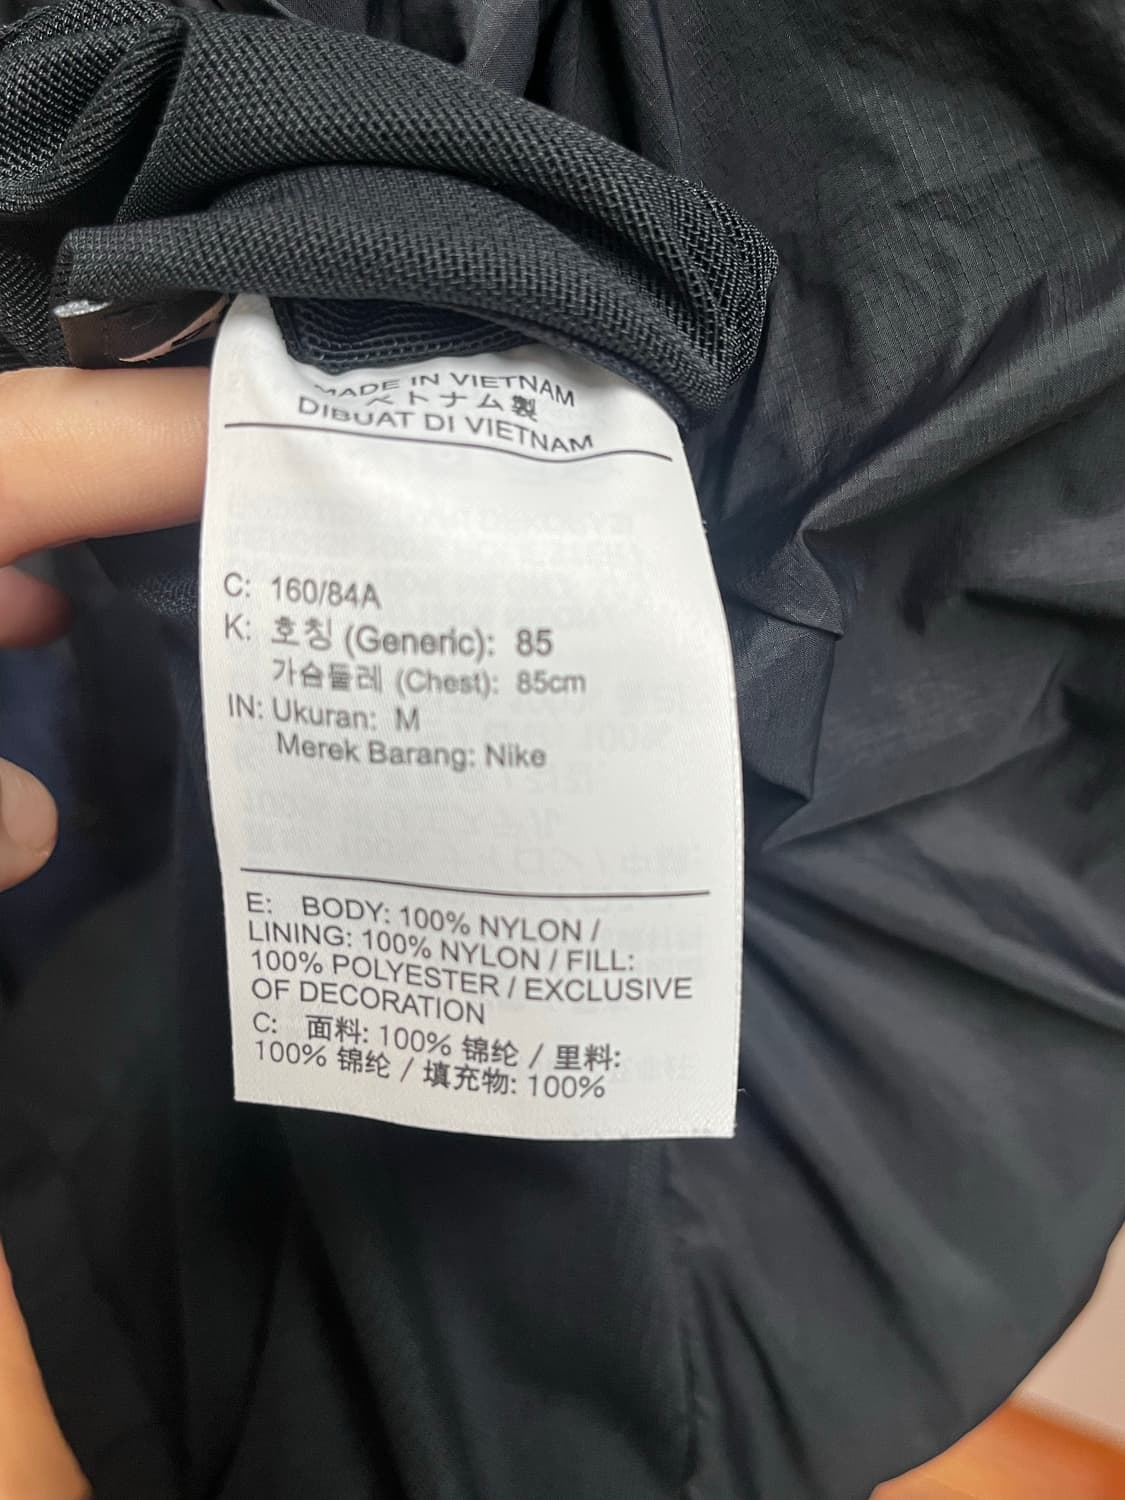 MADE IN VIETNAM
ベトナム製
DIBUAT DI VIETNAM
C: 160/84A
K: 호칭 (Generic): 85
가슴둘레 (Chest): 85cm
IN: Ukuran: M
Merek Barang: Nike
E: BODY: 100% NYLON /
LINING: 100% NYLON / FILL:
100% POLYESTER / EXCLUSIVE
OF DECORATION
C: 面料: 100% 锦纶 / 里料:
100% 锦纶 / 填充物: 100%